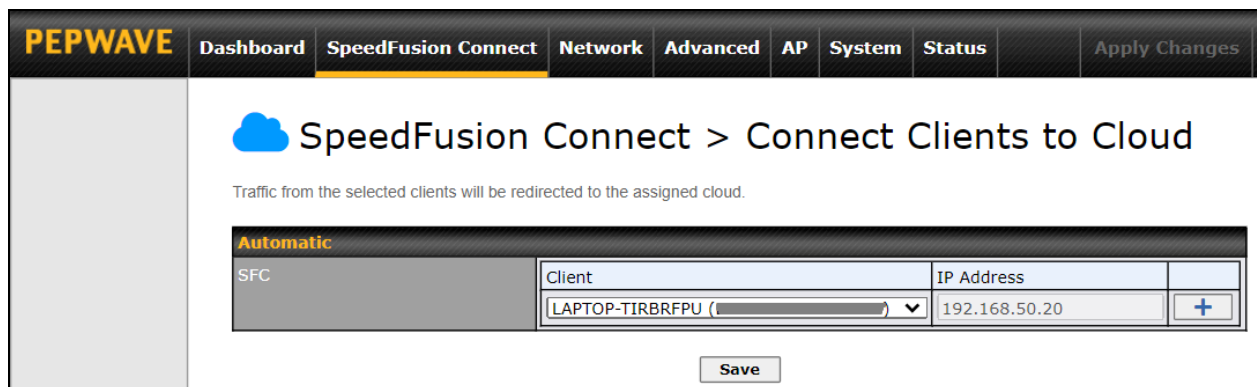 PEPWAVE Dashboard SpeedFusion Connect Network Advanced AP System Status Apply Changes
SpeedFusion Connect > Connect Clients to Cloud
Traffic from the selected clients will be redirected to the assigned cloud.
Automatic
SFC Client IP Address
LAPTOP-TIRBRFPU ( ) 192.168.50.20 +
Save